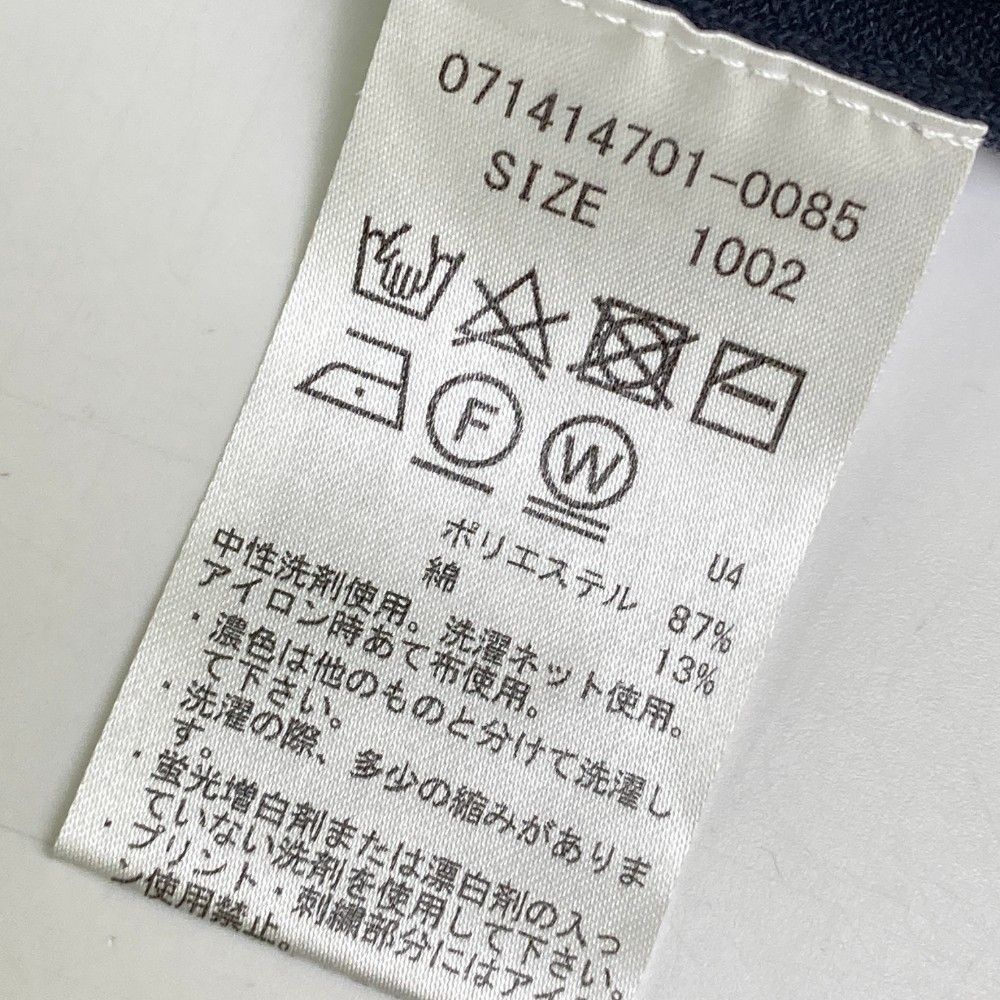 071414701-0085
SIZE 1002
F
W
U4
ポリエステル 87%
綿 13%
中性洗剤使用。洗濯ネット使用。
アイロン時あて布使用。
・濃色は他のものと分けて洗濯し
て下さい。
・洗濯の際、多少の縮みがありま
す。
・蛍光増白剤または漂白剤の入っ
ていない洗剤を使用して下さい。
・プリント・刺繍部分にはアイロ
ン使用禁止。